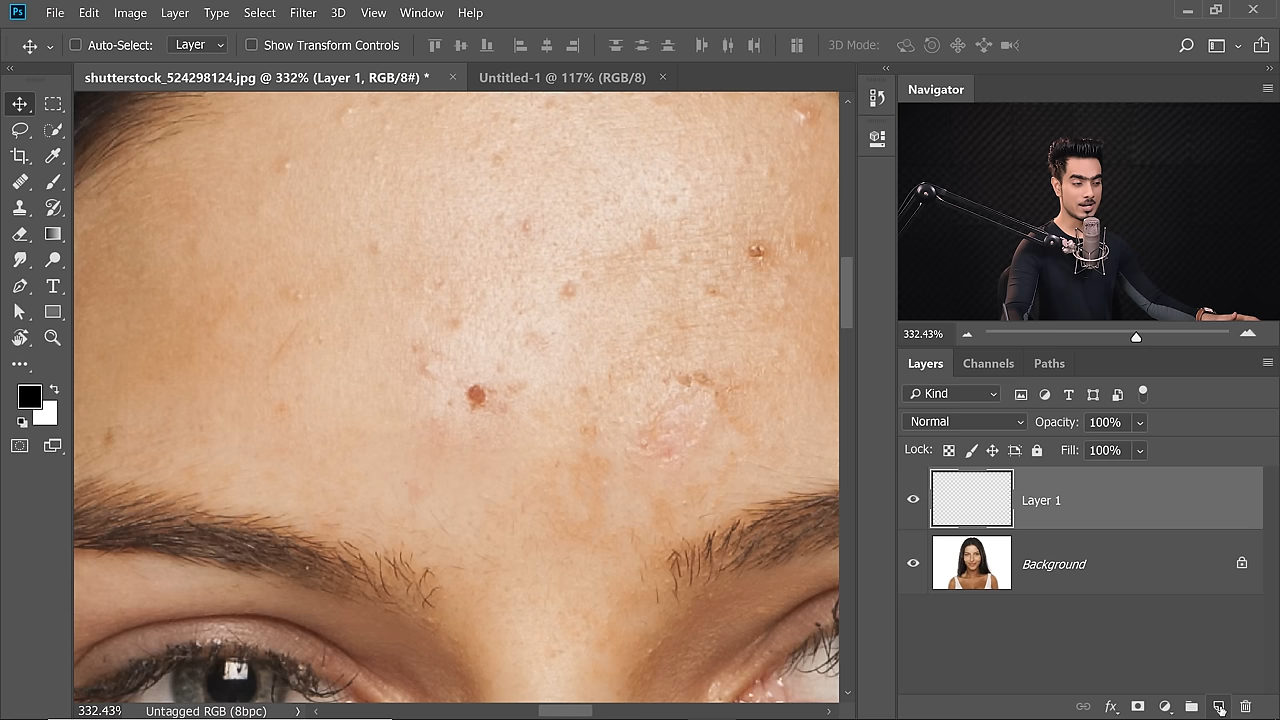 Ps File Edit Image Layer Type Select Filter 3D View Window Help
Auto-Select: Layer Show Transform Controls 3D Mode:
shutterstock_524298124.jpg @ 332% (Layer 1, RGB/8#) * × Untitled-1 @ 117% (RGB/8) ×
Navigator
332.43%
Layers Channels Paths
Kind
Normal Opacity: 100%
Lock: Fill: 100%
Layer 1
Background
fx
332.43% Untagged RGB (8bpc)